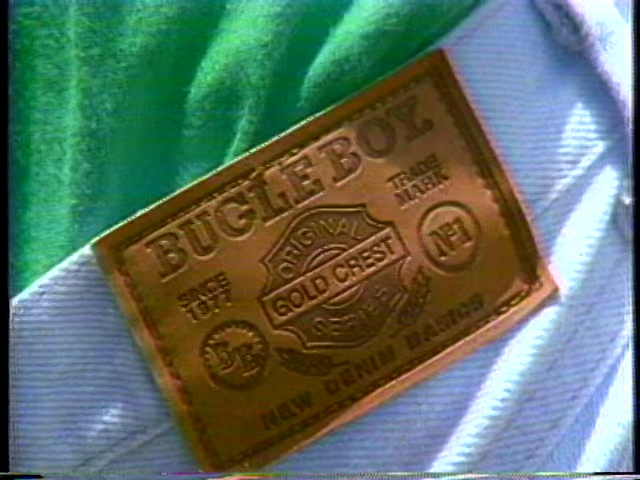 BUGLE BOY
TRADE
MARK
ORIGINAL
GOLD CREST
SERIES
No1
SINCE
1977
BB
NEW DENIM BASICS